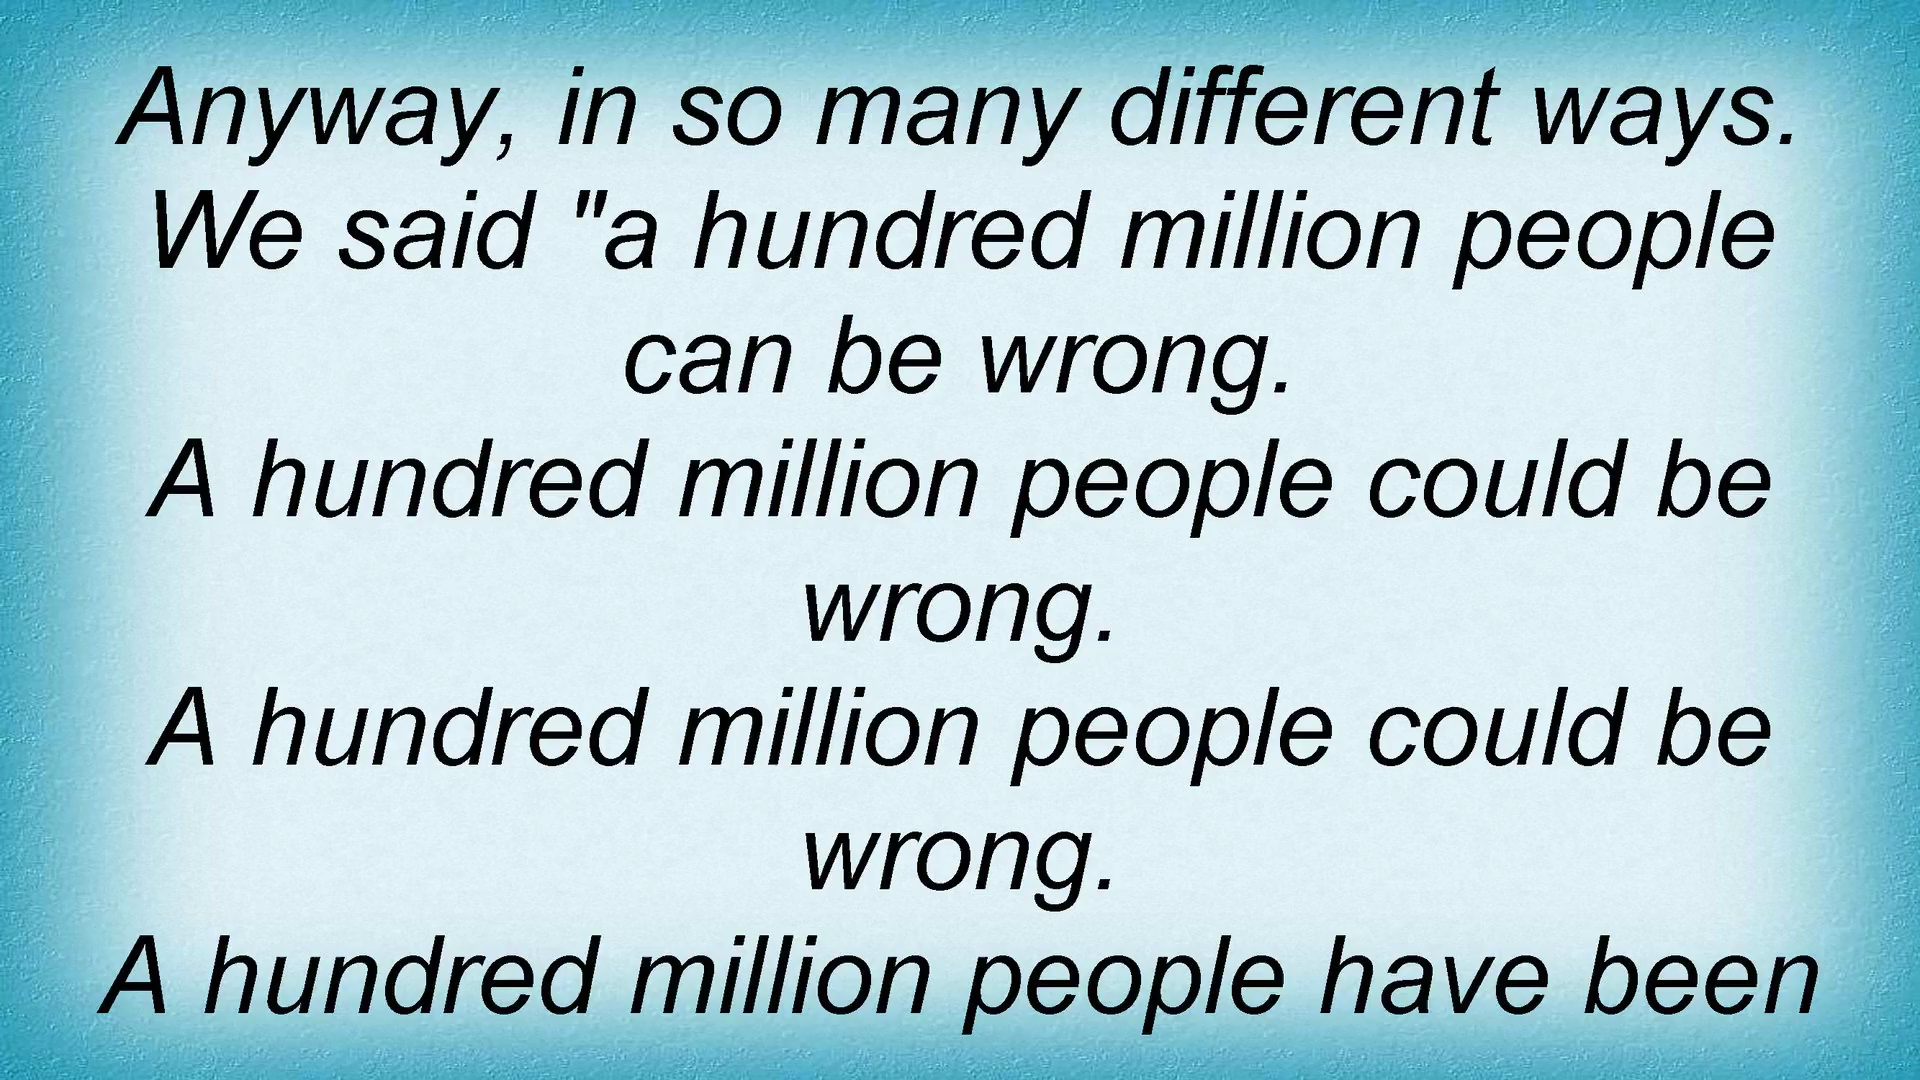 Anyway, in so many different ways.
We said "a hundred million people
can be wrong.
A hundred million people could be
wrong.
A hundred million people could be
wrong.
A hundred million people have been